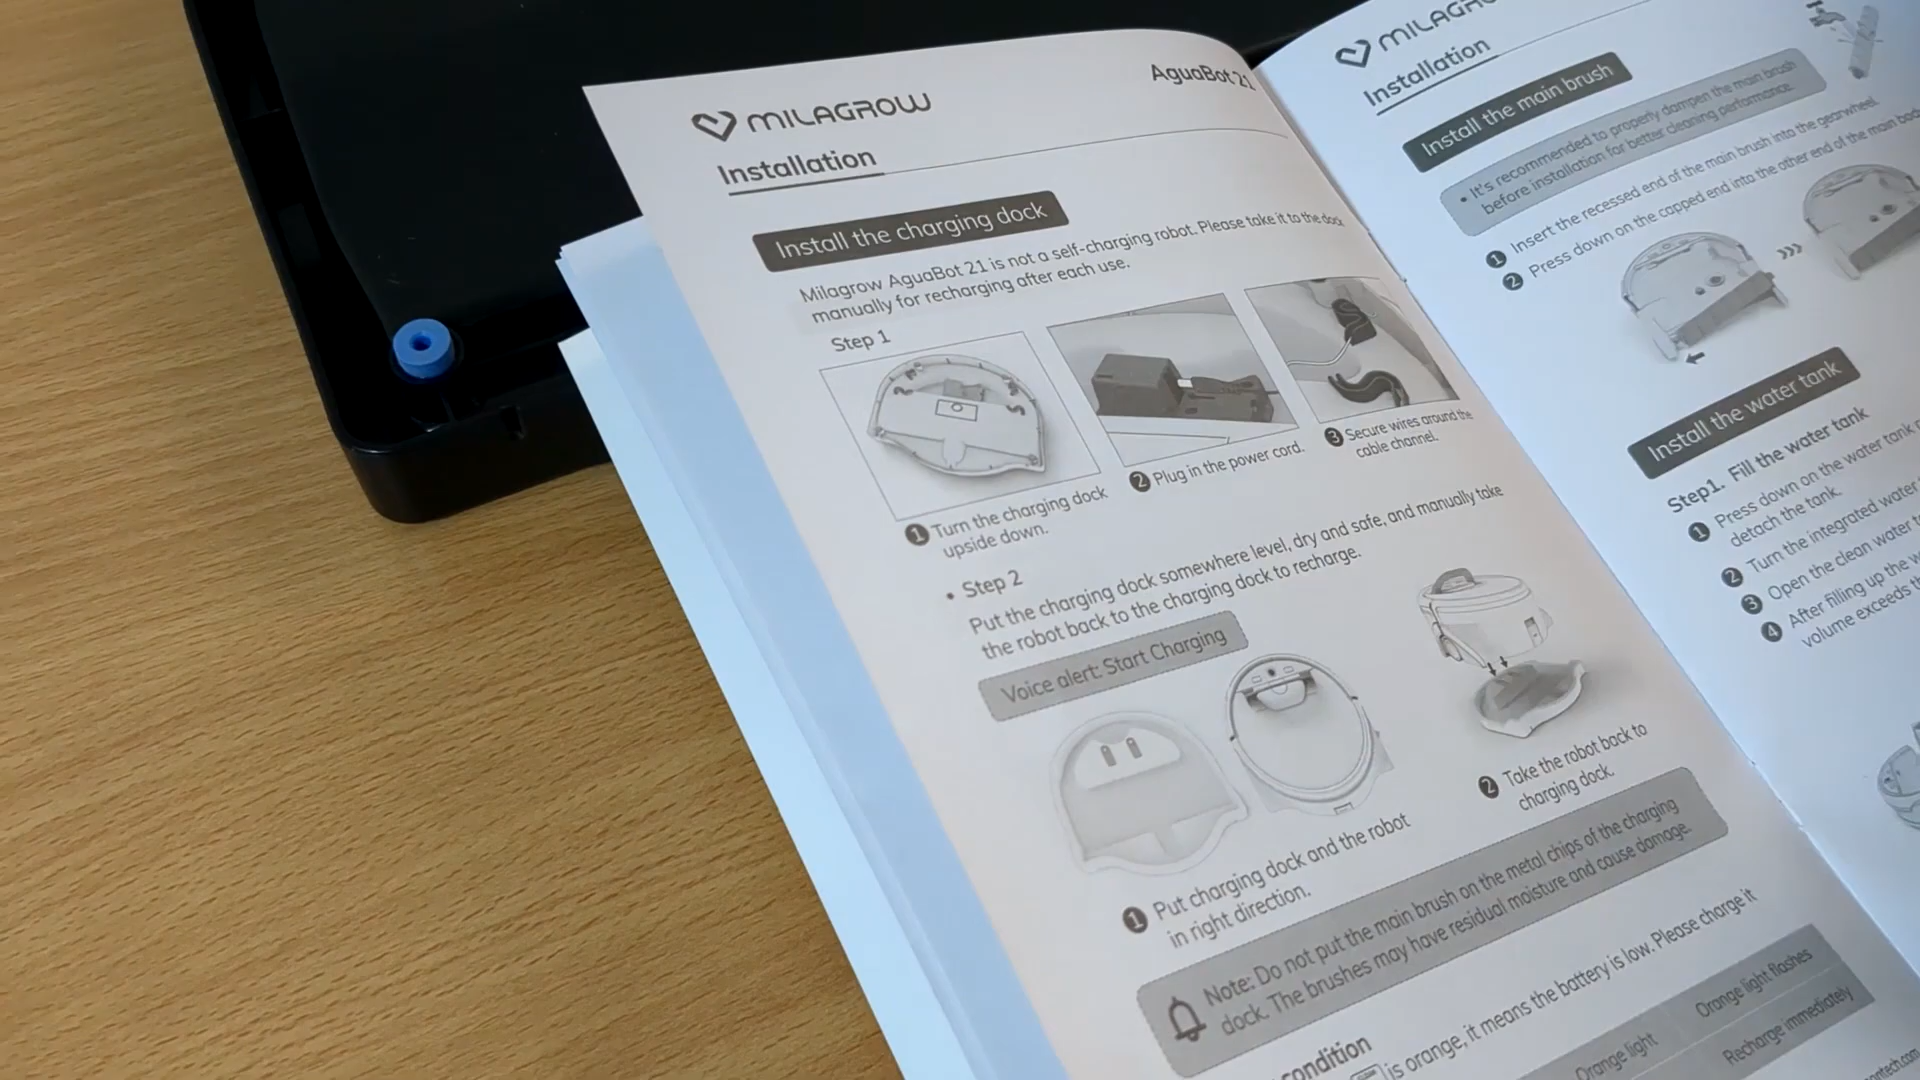 MILAGROW
AguaBot 21
Installation
Install the charging dock
Milagrow AguaBot 21 is not a self-charging robot. Please take it to the dock
manually for recharging after each use.
Step 1
1 Turn the charging dock
upside down.
2 Plug in the power cord.
3 Secure wires around the
cable channel.
• Step 2
Put the charging dock somewhere level, dry and safe, and manually take
the robot back to the charging dock to recharge.
Voice alert: Start Charging
1 Put charging dock and the robot
in right direction.
2 Take the robot back to
charging dock.
Note: Do not put the main brush on the metal chips of the charging
dock. The brushes may have residual moisture and cause damage.
condition
is orange, it means the battery is low. Please charge it
Orange light
Orange light flashes
Recharge immediately
MILAGR
Installation
Install the main brush
• It's recommended to properly dampen the main brush
before installation for better cleaning performance.
1 Insert the recessed end of the main brush into the gearwheel.
2 Press down on the capped end into the other end of the main body
Install the water tank
Step1. Fill the water tank
1 Press down on the water tank
detach the tank.
2 Turn the integrated water
3 Open the clean water
4 After filling up the
volume exceeds